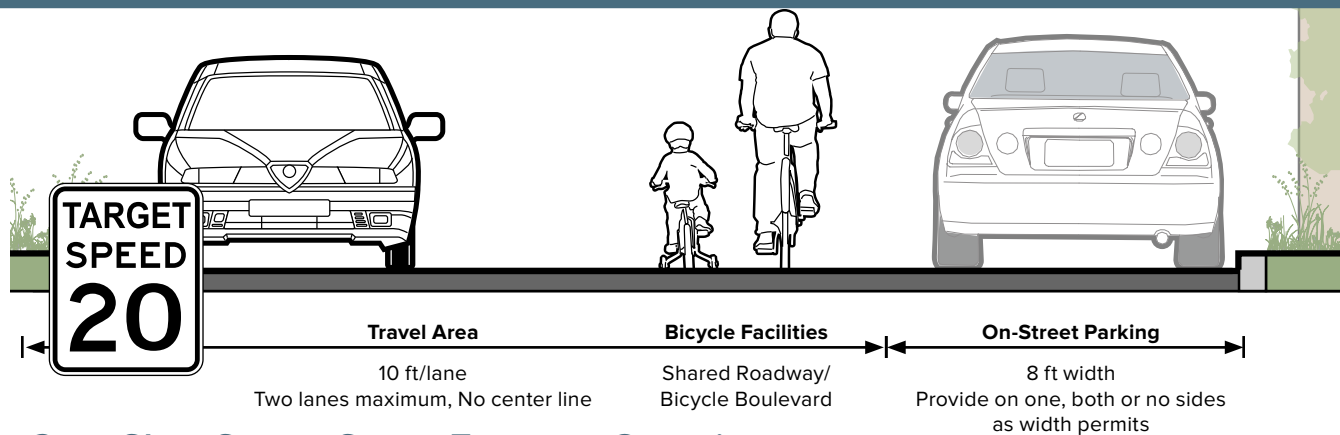 TARGET
SPEED
20
Travel Area
10 ft/lane
Two lanes maximum, No center line
Bicycle Facilities
Shared Roadway/
Bicycle Boulevard
On-Street Parking
8 ft width
Provide on one, both or no sides
as width permits